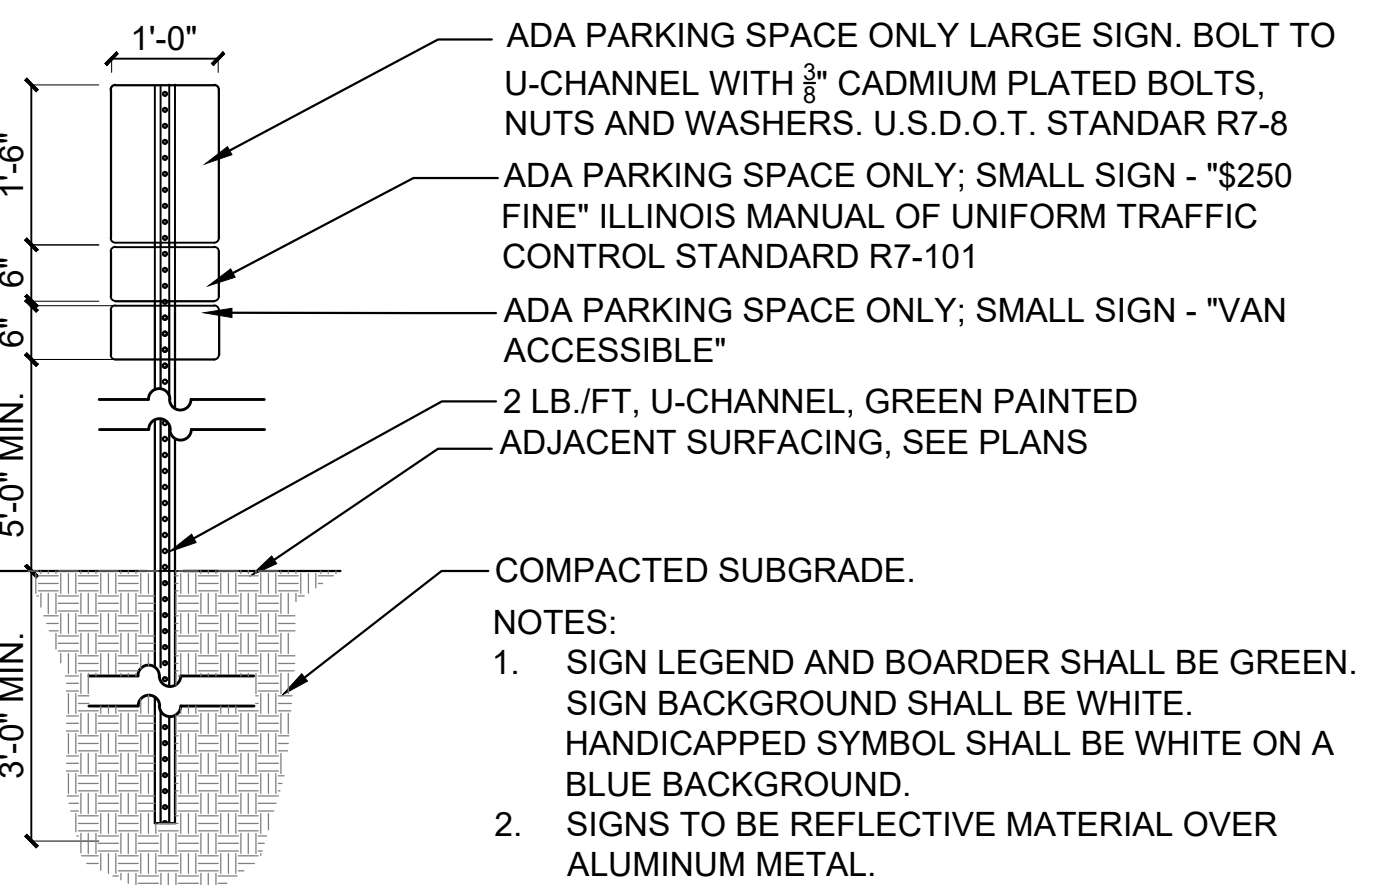 1'-0"
ADA PARKING SPACE ONLY LARGE SIGN. BOLT TO
U-CHANNEL WITH 3/8" CADMIUM PLATED BOLTS,
NUTS AND WASHERS. U.S.D.O.T. STANDAR R7-8
1'-6"
ADA PARKING SPACE ONLY; SMALL SIGN - "$250
FINE" ILLINOIS MANUAL OF UNIFORM TRAFFIC
CONTROL STANDARD R7-101
6"
ADA PARKING SPACE ONLY; SMALL SIGN - "VAN
ACCESSIBLE"
6"
2 LB./FT, U-CHANNEL, GREEN PAINTED
ADJACENT SURFACING, SEE PLANS
5'-0" MIN.
COMPACTED SUBGRADE.
3'-0" MIN.
NOTES:
1. SIGN LEGEND AND BOARDER SHALL BE GREEN.
SIGN BACKGROUND SHALL BE WHITE.
HANDICAPPED SYMBOL SHALL BE WHITE ON A
BLUE BACKGROUND.
2. SIGNS TO BE REFLECTIVE MATERIAL OVER
ALUMINUM METAL.